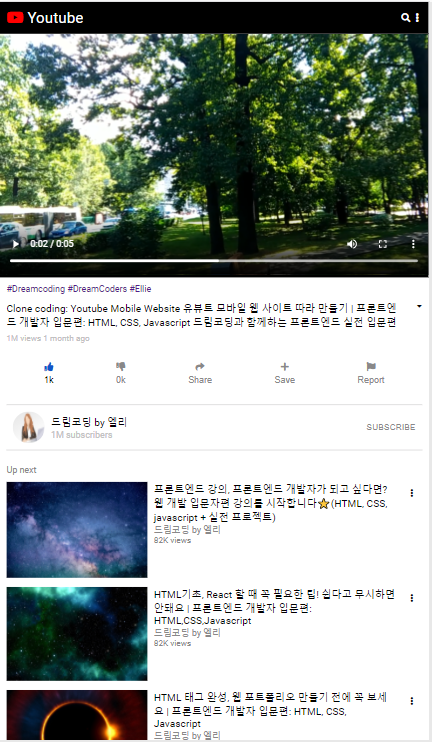 Youtube
0:02 / 0:05
#Dreamcoding #DreamCoders #Ellie
Clone coding: Youtube Mobile Website 유뷰트 모바일 웹 사이트 따라 만들기 | 프론트엔
드 개발자 입문편: HTML, CSS, Javascript 드림코딩과 함께하는 프론트엔드 실전 입문편
1M views 1 month ago
1k
0k
Share
Save
Report
드림코딩 by 엘리
1M subscribers
SUBSCRIBE
Up next
프론트엔드 강의, 프론트엔드 개발자가 되고 싶다면?
웹 개발 입문자편 강의를 시작합니다⭐(HTML, CSS,
javascript + 실전 프로젝트)
드림코딩 by 엘리
82K views
HTML기초, React 할 때 꼭 필요한 팁! 쉽다고 무시하면
안돼요 | 프론트엔드 개발자 입문편:
HTML,CSS,Javascript
드림코딩 by 엘리
82K views
HTML 태그 완성, 웹 포트폴리오 만들기 전에 꼭 보세
요 | 프론트엔드 개발자 입문편: HTML, CSS,
Javascript
드림코딩 by 엘리